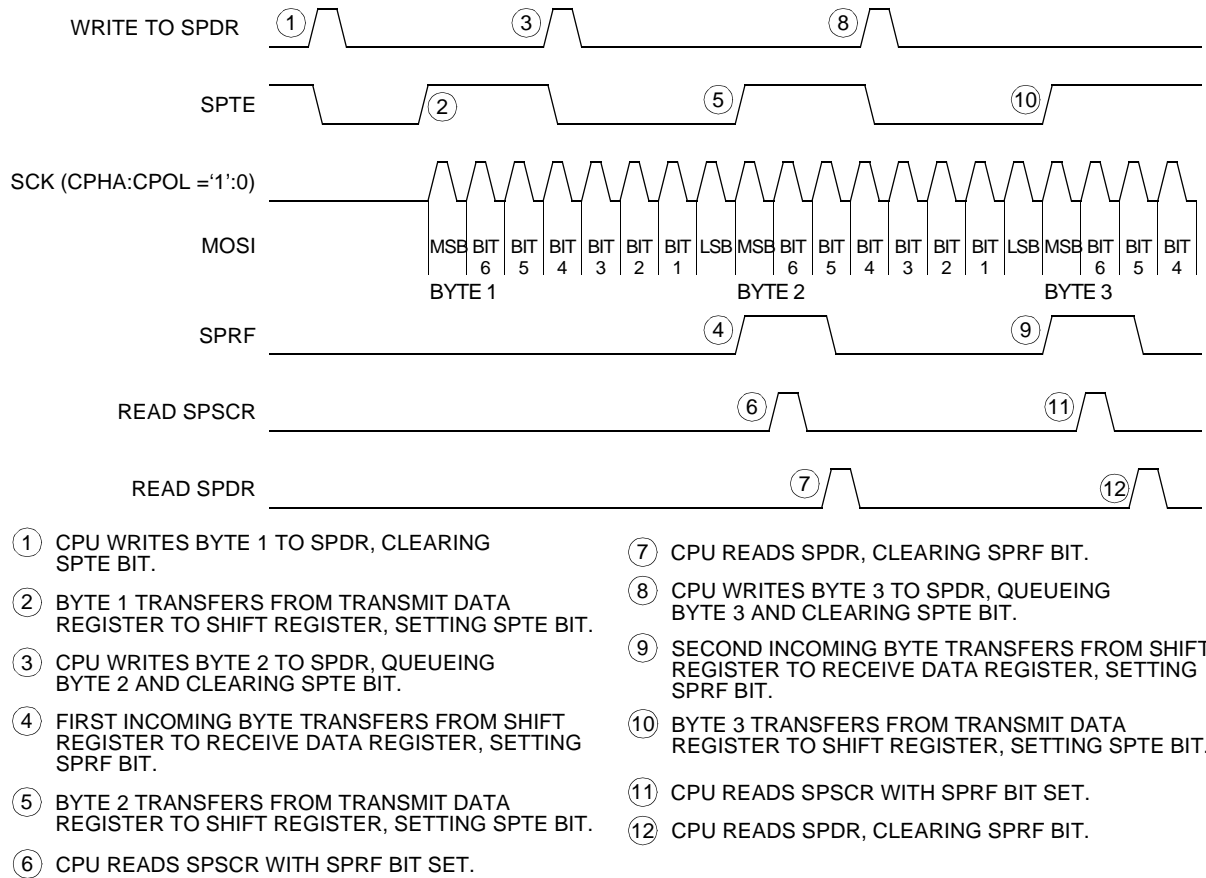 WRITE TO SPDR
1
3
8
SPTE
2
5
10
SCK (CPHA:CPOL =‘1’:0)
MOSI
MSB BIT 6 BIT 5 BIT 4 BIT 3 BIT 2 BIT 1 LSB MSB BIT 6 BIT 5 BIT 4 BIT 3 BIT 2 BIT 1 LSB MSB BIT 6 BIT 5 BIT 4
BYTE 1
BYTE 2
BYTE 3
SPRF
4
9
READ SPSCR
6
11
READ SPDR
7
12
1 CPU WRITES BYTE 1 TO SPDR, CLEARING
SPTE BIT.
2 BYTE 1 TRANSFERS FROM TRANSMIT DATA
REGISTER TO SHIFT REGISTER, SETTING SPTE BIT.
3 CPU WRITES BYTE 2 TO SPDR, QUEUEING
BYTE 2 AND CLEARING SPTE BIT.
4 FIRST INCOMING BYTE TRANSFERS FROM SHIFT
REGISTER TO RECEIVE DATA REGISTER, SETTING
SPRF BIT.
5 BYTE 2 TRANSFERS FROM TRANSMIT DATA
REGISTER TO SHIFT REGISTER, SETTING SPTE BIT.
6 CPU READS SPSCR WITH SPRF BIT SET.
7 CPU READS SPDR, CLEARING SPRF BIT.
8 CPU WRITES BYTE 3 TO SPDR, QUEUEING
BYTE 3 AND CLEARING SPTE BIT.
9 SECOND INCOMING BYTE TRANSFERS FROM SHIFT
REGISTER TO RECEIVE DATA REGISTER, SETTING
SPRF BIT.
10 BYTE 3 TRANSFERS FROM TRANSMIT DATA
REGISTER TO SHIFT REGISTER, SETTING SPTE BIT.
11 CPU READS SPSCR WITH SPRF BIT SET.
12 CPU READS SPDR, CLEARING SPRF BIT.